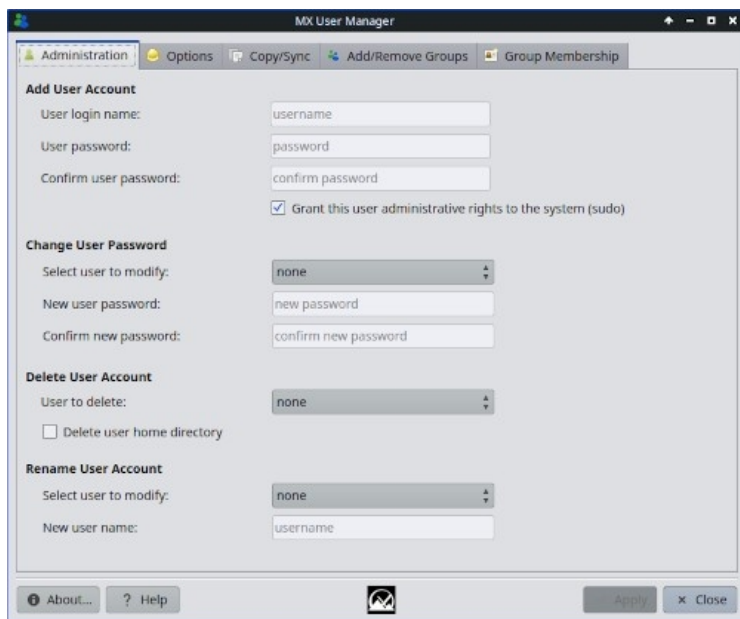 MX User Manager
Administration Options Copy/Sync Add/Remove Groups Group Membership
Add User Account
User login name: username
User password: password
Confirm user password: confirm password
Grant this user administrative rights to the system (sudo)
Change User Password
Select user to modify: none
New user password: new password
Confirm new password: confirm new password
Delete User Account
User to delete: none
Delete user home directory
Rename User Account
Select user to modify: none
New user name: username
About... ? Help Apply × Close